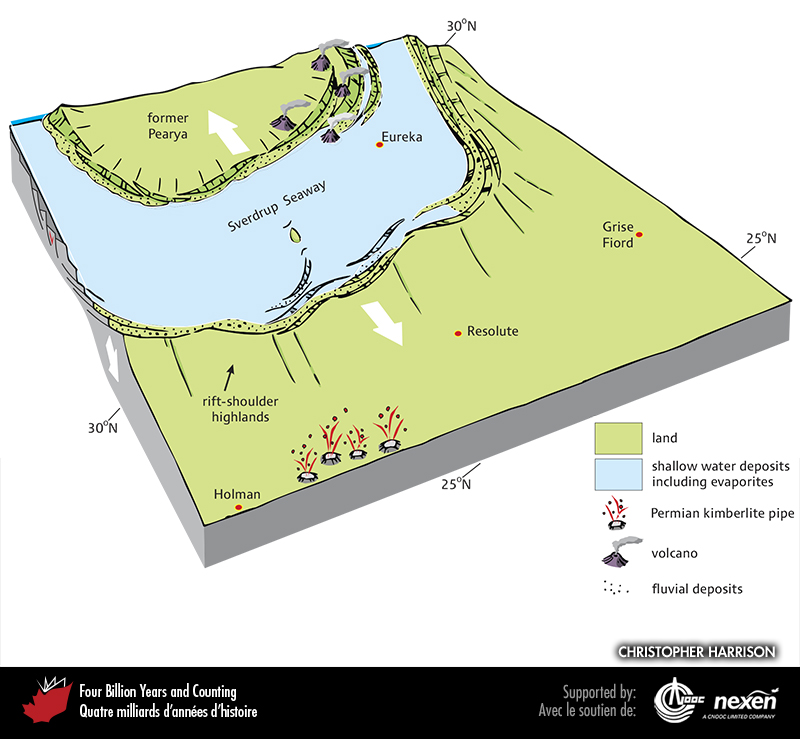 30°N
former
Pearya
Eureka
Sverdrup Seaway
Grise
Fiord
25°N
Resolute
rift-shoulder
highlands
30°N
25°N
Holman
land
shallow water deposits
including evaporites
Permian kimberlite pipe
volcano
fluvial deposits
CHRISTOPHER HARRISON
Four Billion Years and Counting
Quatre milliards d'années d'histoire
Supported by:
Avec le soutien de:
CNOOC
nexen
A CNOOC LIMITED COMPANY